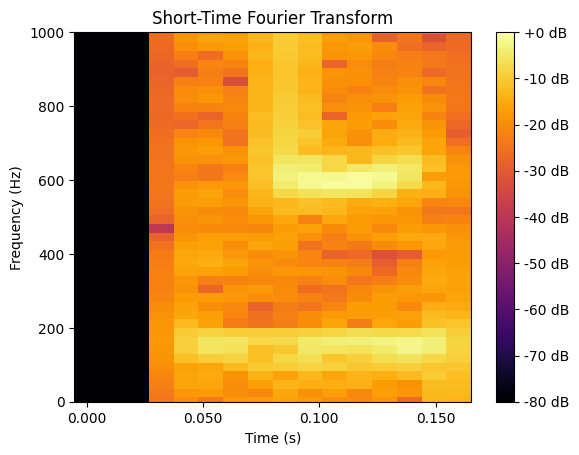 Short-Time Fourier Transform
Frequency (Hz)
1000
800
600
400
200
0
0.000
0.050
0.100
0.150
Time (s)
+0 dB
-10 dB
-20 dB
-30 dB
-40 dB
-50 dB
-60 dB
-70 dB
-80 dB